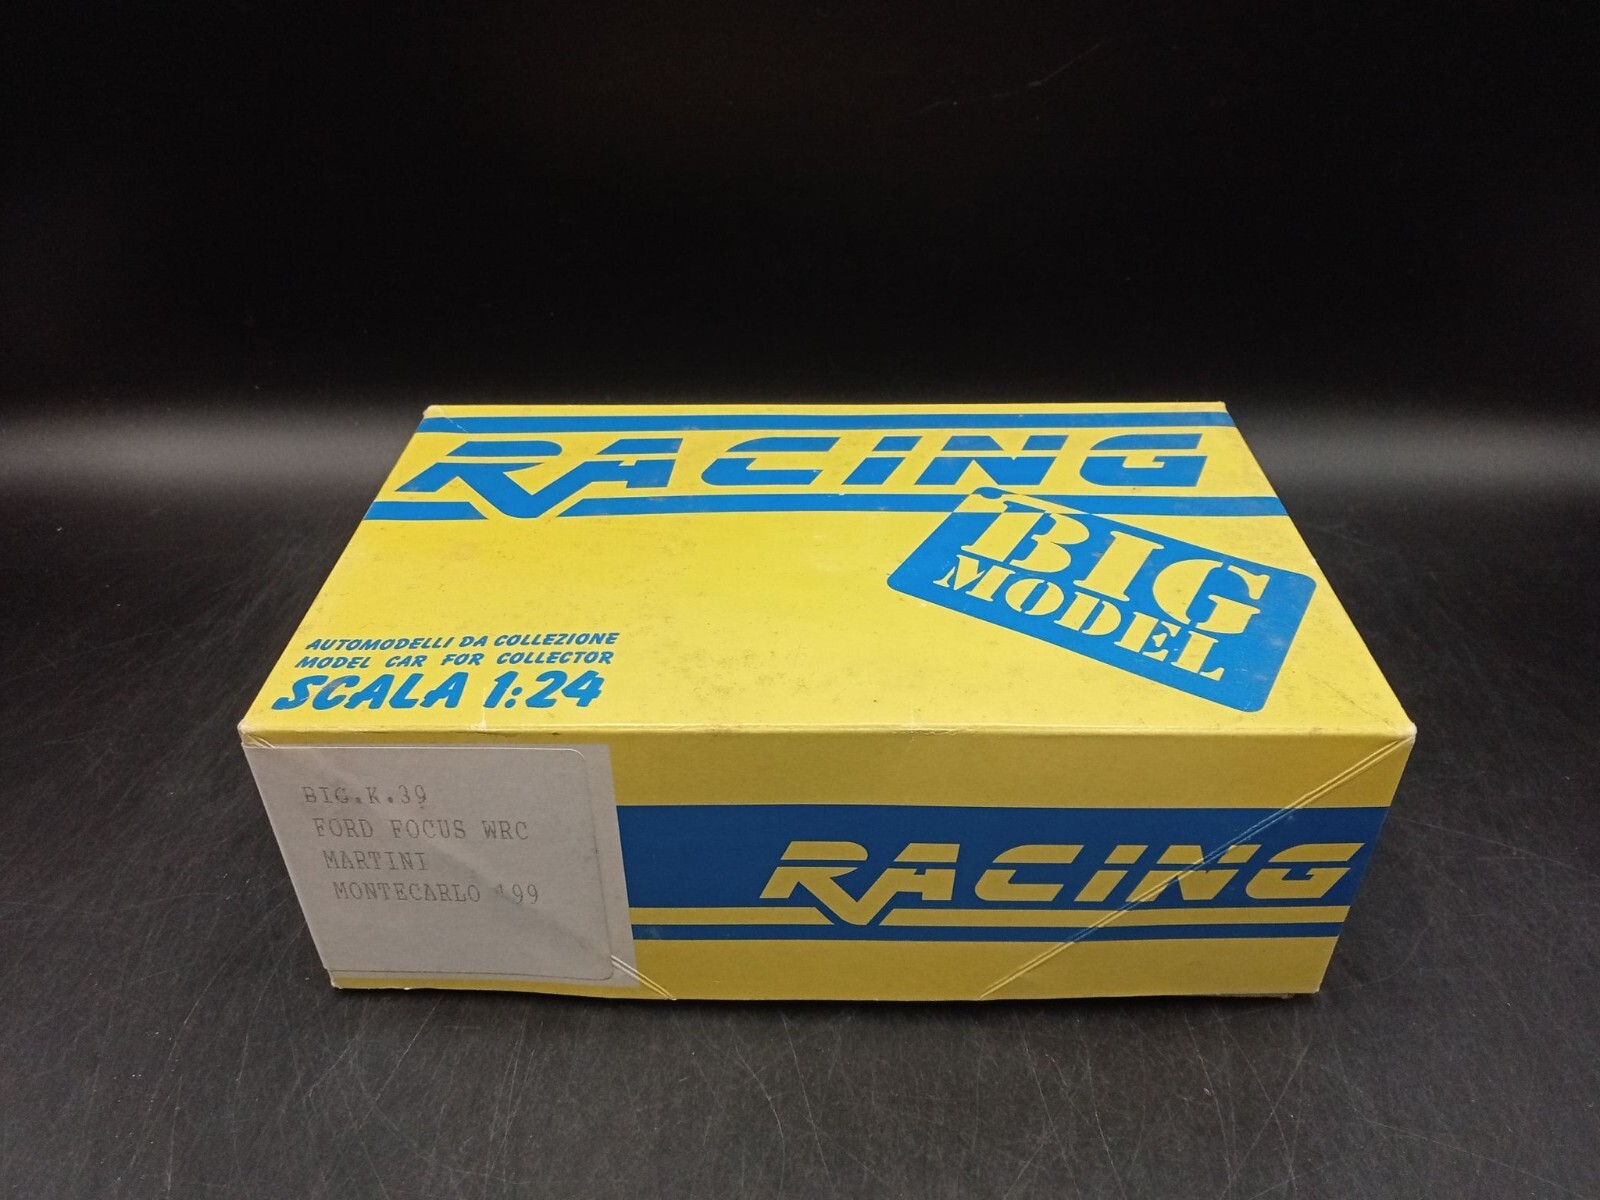 RACING
BIG
MODEL
AUTOMODELLI DA COLLEZIONE
MODEL CAR FOR COLLECTOR
SCALA 1:24
BIG.K.39
FORD FOCUS WRC
MARTINI
MONTECARLO '99
RACING